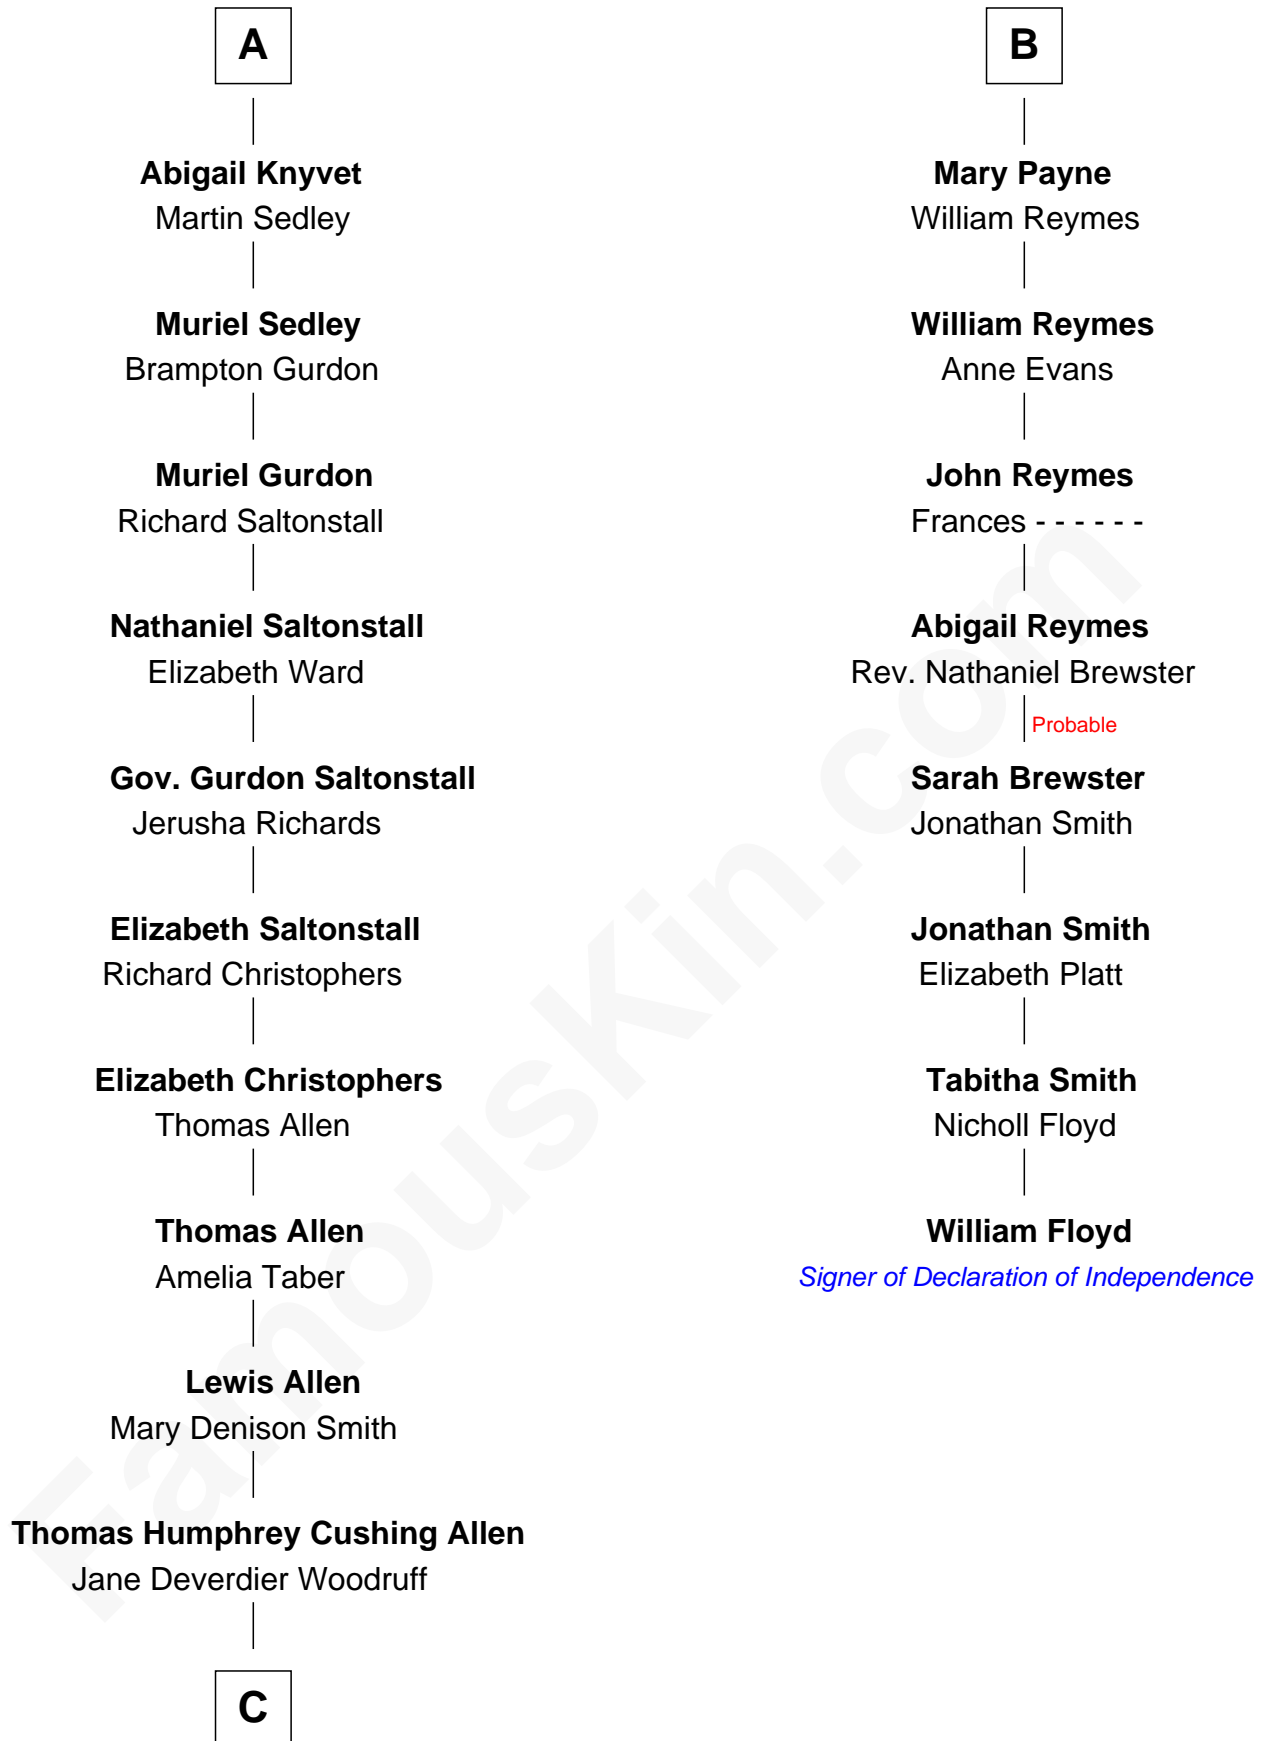 A
Abigail Knyvet
Martin Sedley
Muriel Sedley
Brampton Gurdon
Muriel Gurdon
Richard Saltonstall
Nathaniel Saltonstall
Elizabeth Ward
Gov. Gurdon Saltonstall
Jerusha Richards
Elizabeth Saltonstall
Richard Christophers
Elizabeth Christophers
Thomas Allen
Thomas Allen
Amelia Taber
Lewis Allen
Mary Denison Smith
Thomas Humphrey Cushing Allen
Jane Deverdier Woodruff
C
B
Mary Payne
William Reymes
William Reymes
Anne Evans
John Reymes
Frances - - - - - -
Abigail Reymes
Rev. Nathaniel Brewster
Probable
Sarah Brewster
Jonathan Smith
Jonathan Smith
Elizabeth Platt
Tabitha Smith
Nicholl Floyd
William Floyd
Signer of Declaration of Independence
FamousKin.com